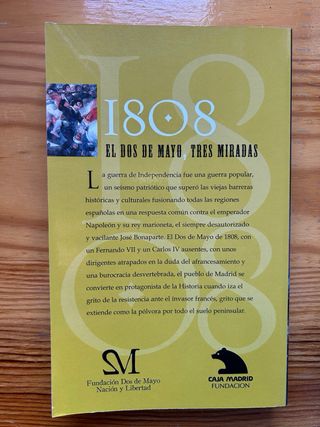 1808
EL DOS DE MAYO, TRES MIRADAS
La guerra de Independencia fue una guerra popular,
un seísmo patriótico que superó las viejas barreras
históricas y culturales fusionando todas las regiones
españolas en una respuesta común contra el emperador
Napoleón y su rey marioneta, el siempre desautorizado
y vacilante José Bonaparte. El Dos de Mayo de 1808, con
un Fernando VII y un Carlos IV ausentes, con unos
dirigentes atrapados en la duda del afrancesamiento y
una burocracia desvertebrada, el pueblo de Madrid se
convierte en protagonista de la Historia cuando iza el
grito de la resistencia ante el invasor francés, grito que se
extiende como la pólvora por todo el suelo peninsular.
2M
Fundación Dos de Mayo
Nación y Libertad
CAJA MADRID
FUNDACION